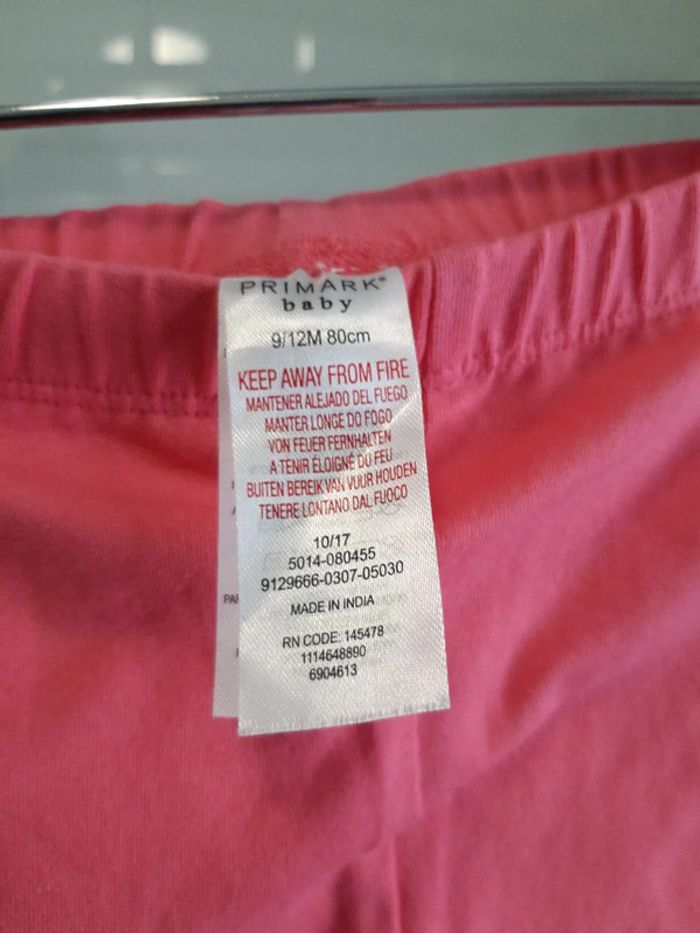 PRIMARK®
baby
9/12M 80cm
KEEP AWAY FROM FIRE
MANTENER ALEJADO DEL FUEGO
MANTER LONGE DO FOGO
VON FEUER FERNHALTEN
A TENIR ÉLOIGNÉ DU FEU
BUITEN BEREIK VAN VUUR HOUDEN
TENERE LONTANO DAL FUOCO
10/17
5014-080455
9129666-0307-05030
MADE IN INDIA
RN CODE: 145478
1114648890
6904613